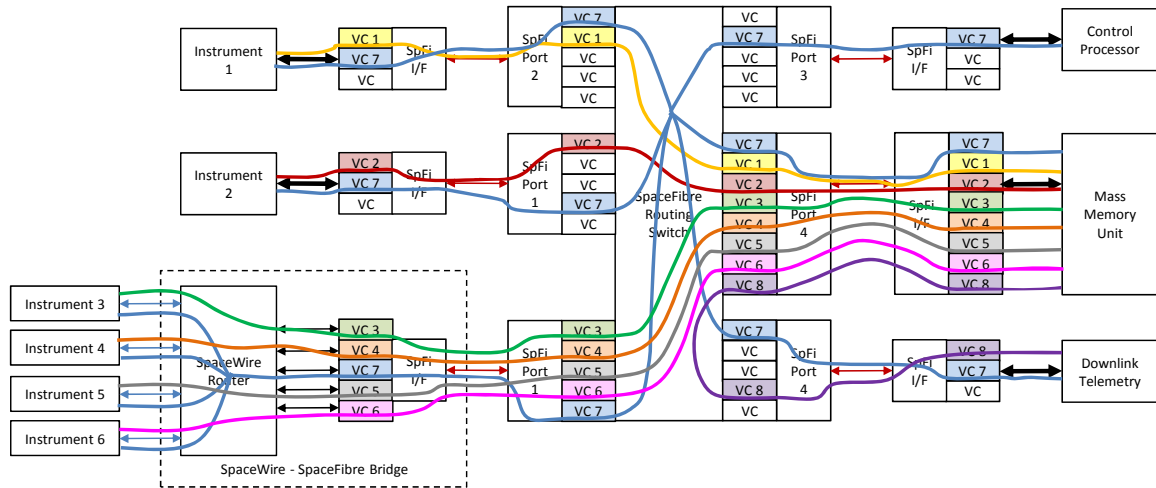 Instrument
1
VC 1
VC 7
VC
SpFi
I/F
SpFi
Port
2
VC 7
VC 1
VC
VC
VC
VC
VC 7
VC
VC
VC
SpFi
Port
3
SpFi
I/F
VC 7
VC
VC
Control
Processor
Instrument
2
VC 2
VC 7
VC
SpFi
I/F
SpFi
Port
1
VC 2
VC
VC
VC 7
VC
SpaceFibre
Routing
Switch
VC 7
VC 1
VC 2
VC 3
VC 4
VC 5
VC 6
VC 8
SpFi
Port
4
SpFi
I/F
VC 7
VC 1
VC 2
VC 3
VC 4
VC 5
VC 6
VC 8
Mass
Memory
Unit
Instrument 3
Instrument 4
Instrument 5
Instrument 6
SpaceWire
Router
VC 3
VC 4
VC 7
VC 5
VC 6
SpFi
I/F
SpaceWire - SpaceFibre Bridge
SpFi
Port
1
VC 3
VC 4
VC 5
VC 6
VC 7
VC 7
VC
VC
VC 8
VC
SpFi
Port
4
SpFi
I/F
VC 8
VC 7
VC
Downlink
Telemetry